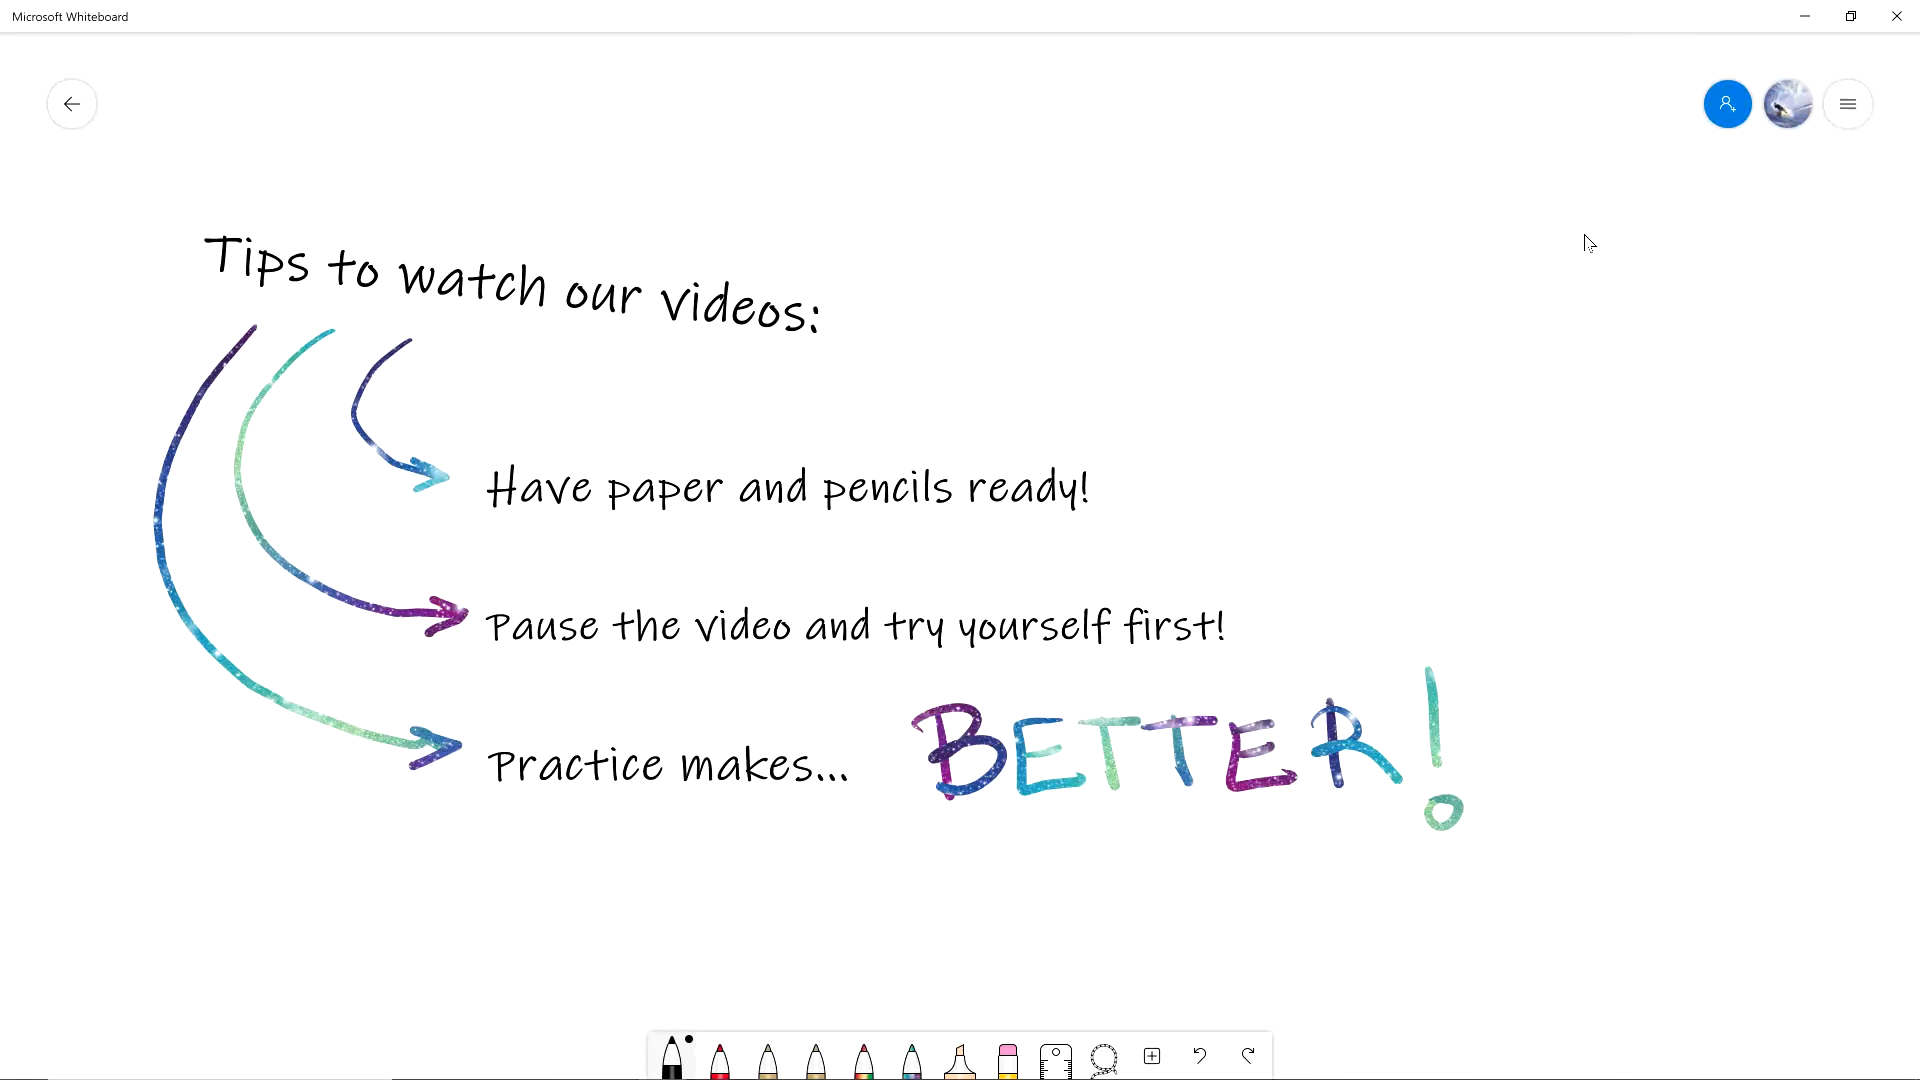 Microsoft Whiteboard
Tips to watch our videos:
Have paper and pencils ready!
Pause the video and try yourself first!
Practice makes... BETTER!